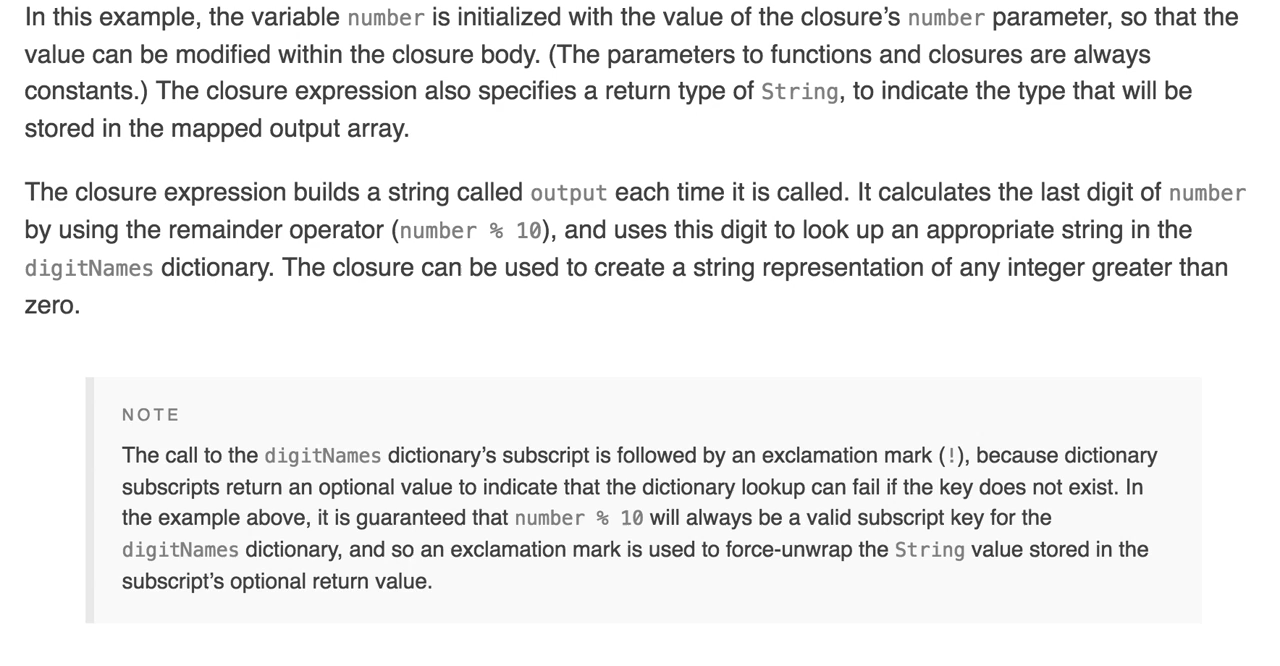 In this example, the variable number is initialized with the value of the closure’s number parameter, so that the
value can be modified within the closure body. (The parameters to functions and closures are always
constants.) The closure expression also specifies a return type of String, to indicate the type that will be
stored in the mapped output array.
The closure expression builds a string called output each time it is called. It calculates the last digit of number
by using the remainder operator (number % 10), and uses this digit to look up an appropriate string in the
digitNames dictionary. The closure can be used to create a string representation of any integer greater than
zero.
NOTE
The call to the digitNames dictionary’s subscript is followed by an exclamation mark (!), because dictionary
subscripts return an optional value to indicate that the dictionary lookup can fail if the key does not exist. In
the example above, it is guaranteed that number % 10 will always be a valid subscript key for the
digitNames dictionary, and so an exclamation mark is used to force-unwrap the String value stored in the
subscript’s optional return value.